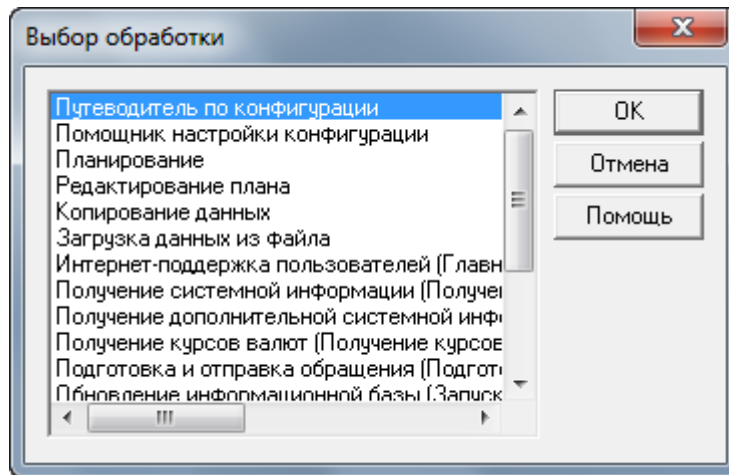 Выбор обработки
Путеводитель по конфигурации
Помощник настройки конфигурации
Планирование
Редактирование плана
Копирование данных
Загрузка данных из файла
Интернет-поддержка пользователей (Главн
Получение системной информации (Получе
Получение дополнительной системной инф
Получение курсов валют (Получение курсов
Подготовка и отправка обращения (Подгот
Обновление информационной базы (Запуск
OK
Отмена
Помощь